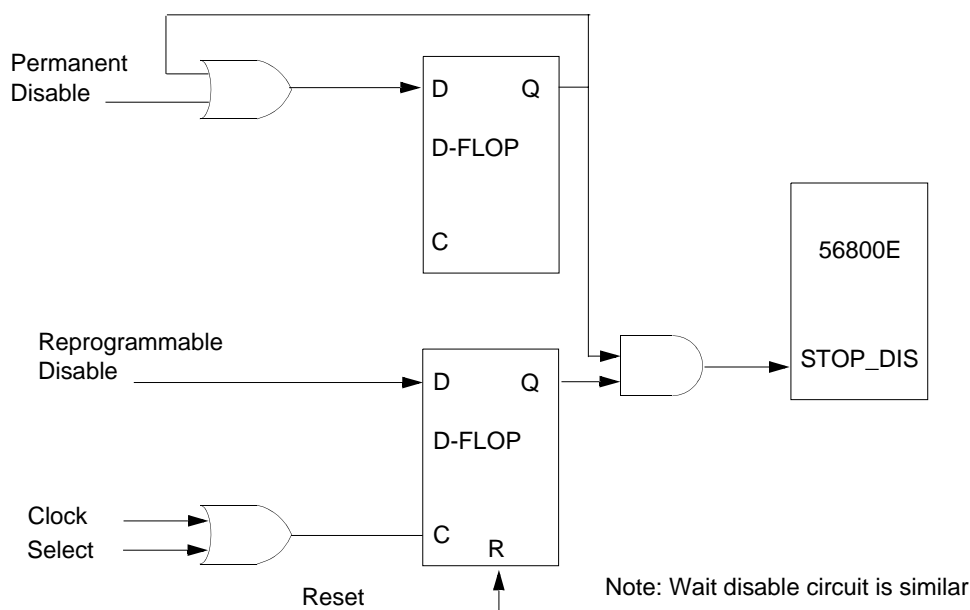 Permanent
Disable
D
Q
D-FLOP
C
56800E
STOP_DIS
Reprogrammable
Disable
D
Q
D-FLOP
C
R
Clock
Select
Reset
Note: Wait disable circuit is similar